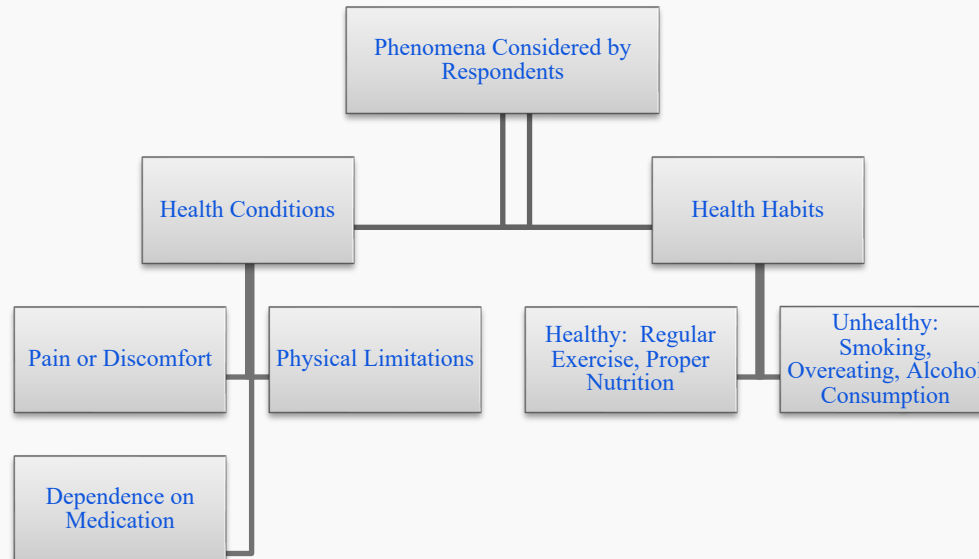 Phenomena Considered by
Respondents
Health Conditions
Health Habits
Pain or Discomfort
Physical Limitations
Healthy:  Regular
Exercise, Proper
Nutrition
Unhealthy:
Smoking,
Overeating, Alcohol
Consumption
Dependence on
Medication